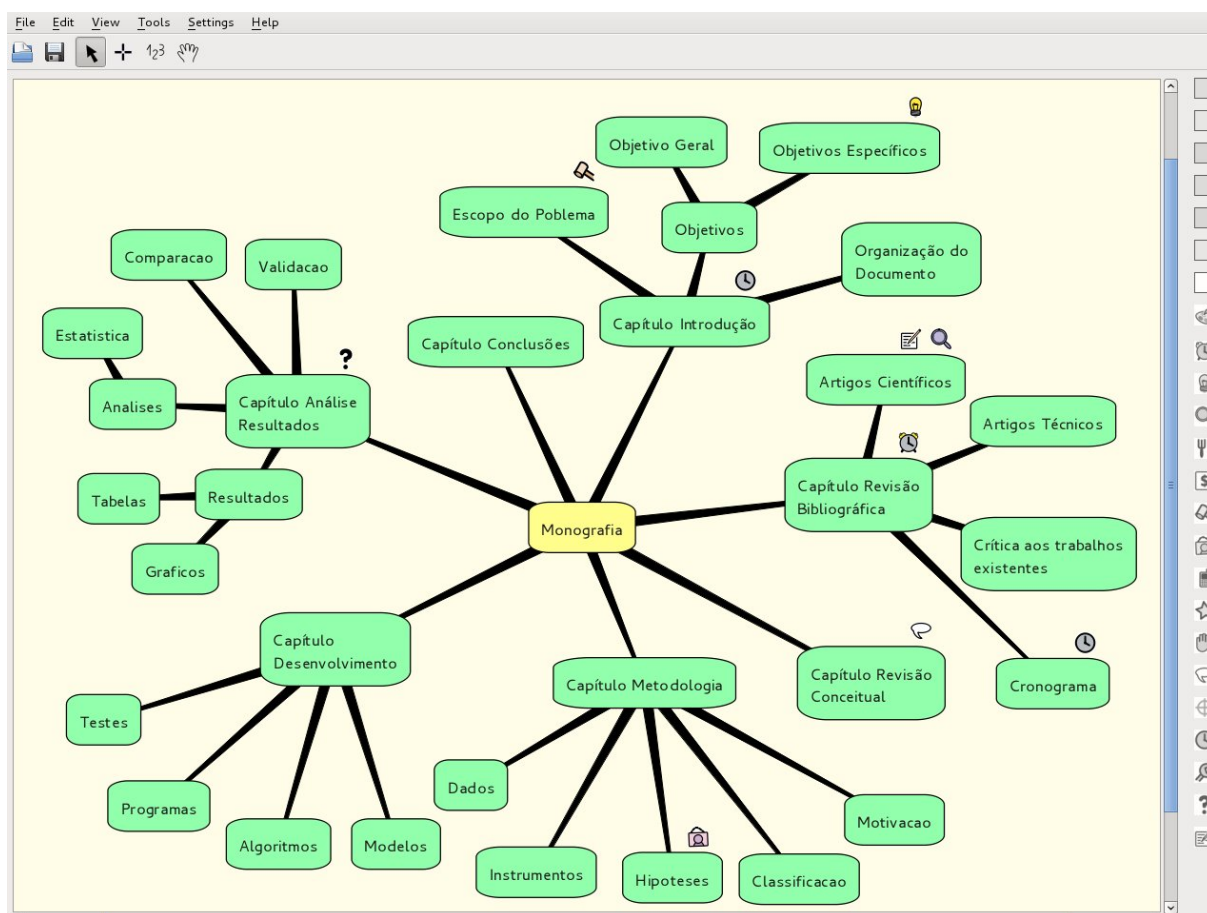 File Edit View Tools Settings Help
123
Objetivo Geral
Objetivos Específicos
Escopo do Poblema
Objetivos
Organização do
Documento
Comparacao
Validacao
Capítulo Introdução
Estatistica
Capítulo Conclusões
Artigos Científicos
Analises
Capítulo Análise
Resultados
Artigos Técnicos
Tabelas
Resultados
Capítulo Revisão
Bibliográfica
Monografia
Crítica aos trabalhos
existentes
Graficos
Capítulo
Desenvolvimento
Capítulo Metodologia
Capítulo Revisão
Conceitual
Cronograma
Testes
Programas
Algoritmos
Modelos
Dados
Motivacao
Instrumentos
Hipoteses
Classificacao